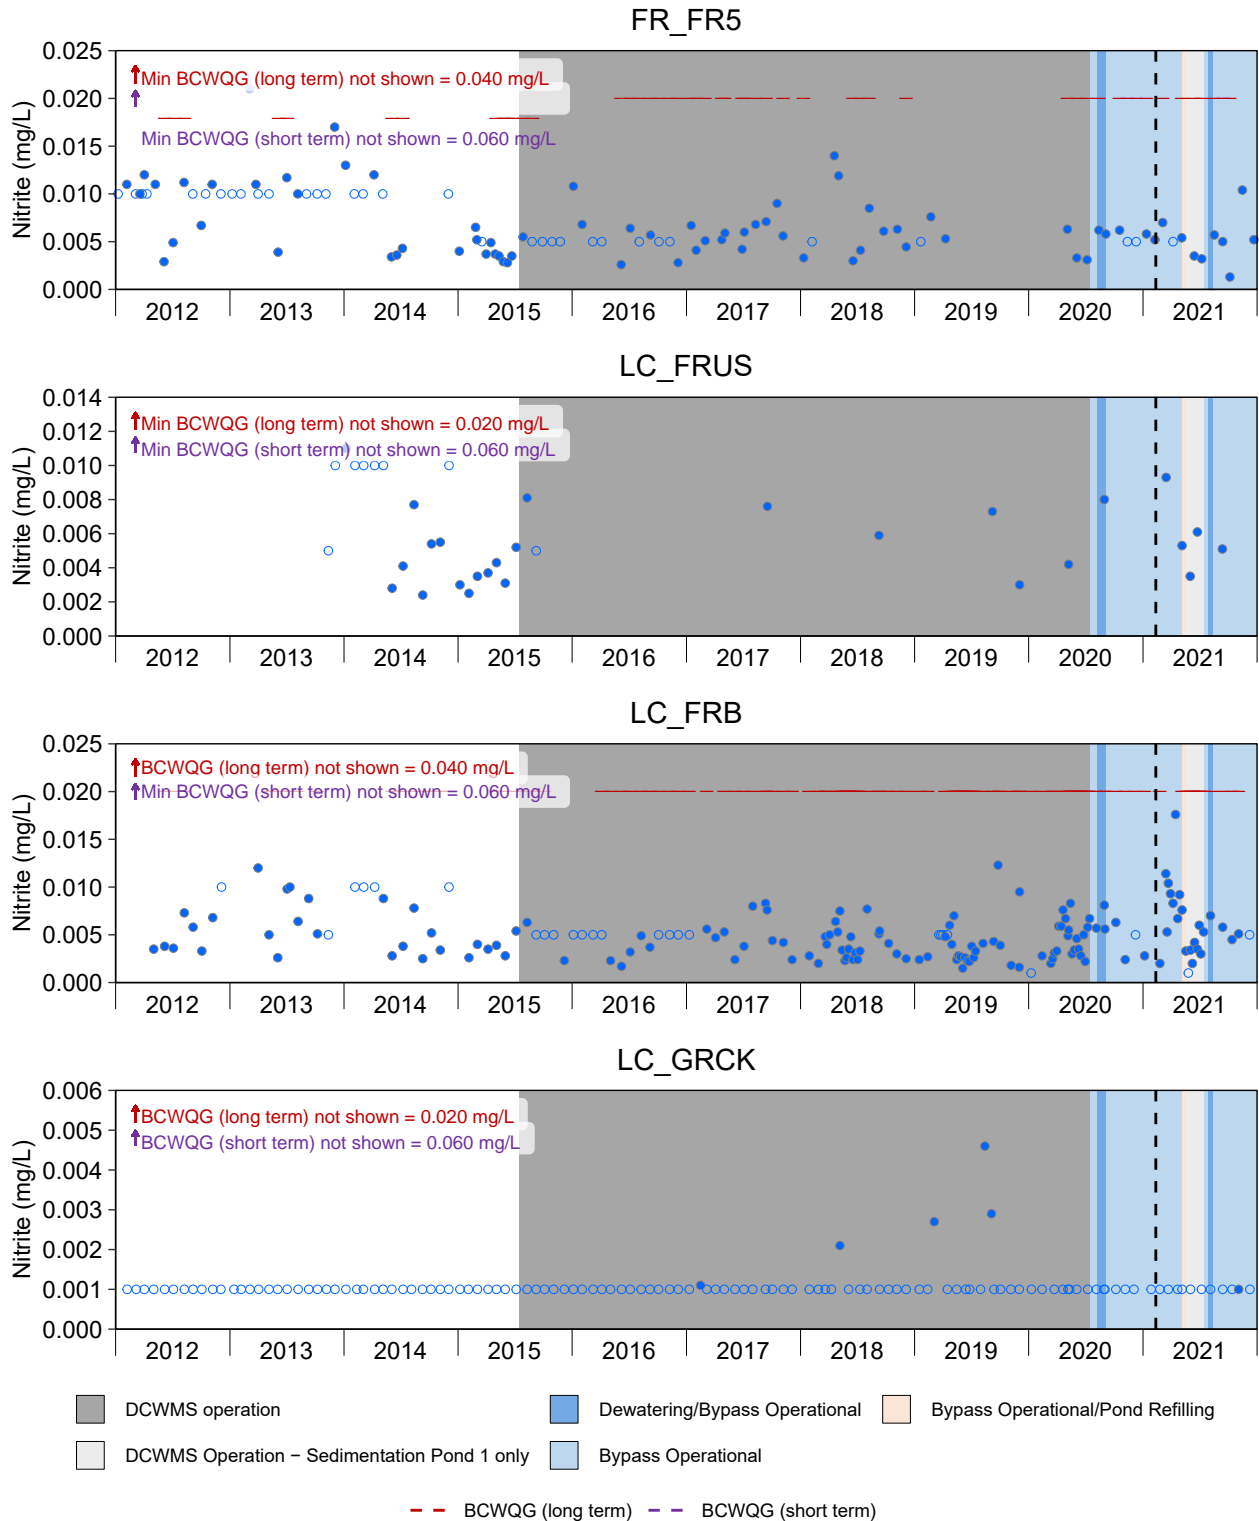 FR_FR5
0.025
0.020
0.015
0.010
0.005
0.000
Nitrite (mg/L)
Min BCWQG (long term) not shown = 0.040 mg/L
Min BCWQG (short term) not shown = 0.060 mg/L
2012 2013 2014 2015 2016 2017 2018 2019 2020 2021
LC_FRUS
0.014
0.012
0.010
0.008
0.006
0.004
0.002
0.000
Nitrite (mg/L)
Min BCWQG (long term) not shown = 0.020 mg/L
Min BCWQG (short term) not shown = 0.060 mg/L
2012 2013 2014 2015 2016 2017 2018 2019 2020 2021
LC_FRB
0.025
0.020
0.015
0.010
0.005
0.000
Nitrite (mg/L)
BCWQG (long term) not shown = 0.040 mg/L
Min BCWQG (short term) not shown = 0.060 mg/L
2012 2013 2014 2015 2016 2017 2018 2019 2020 2021
LC_GRCK
0.006
0.005
0.004
0.003
0.002
0.001
0.000
Nitrite (mg/L)
BCWQG (long term) not shown = 0.020 mg/L
BCWQG (short term) not shown = 0.060 mg/L
2012 2013 2014 2015 2016 2017 2018 2019 2020 2021
DCWMS operation Dewatering/Bypass Operational Bypass Operational/Pond Refilling
DCWMS Operation − Sedimentation Pond 1 only Bypass Operational
BCWQG (long term) BCWQG (short term)